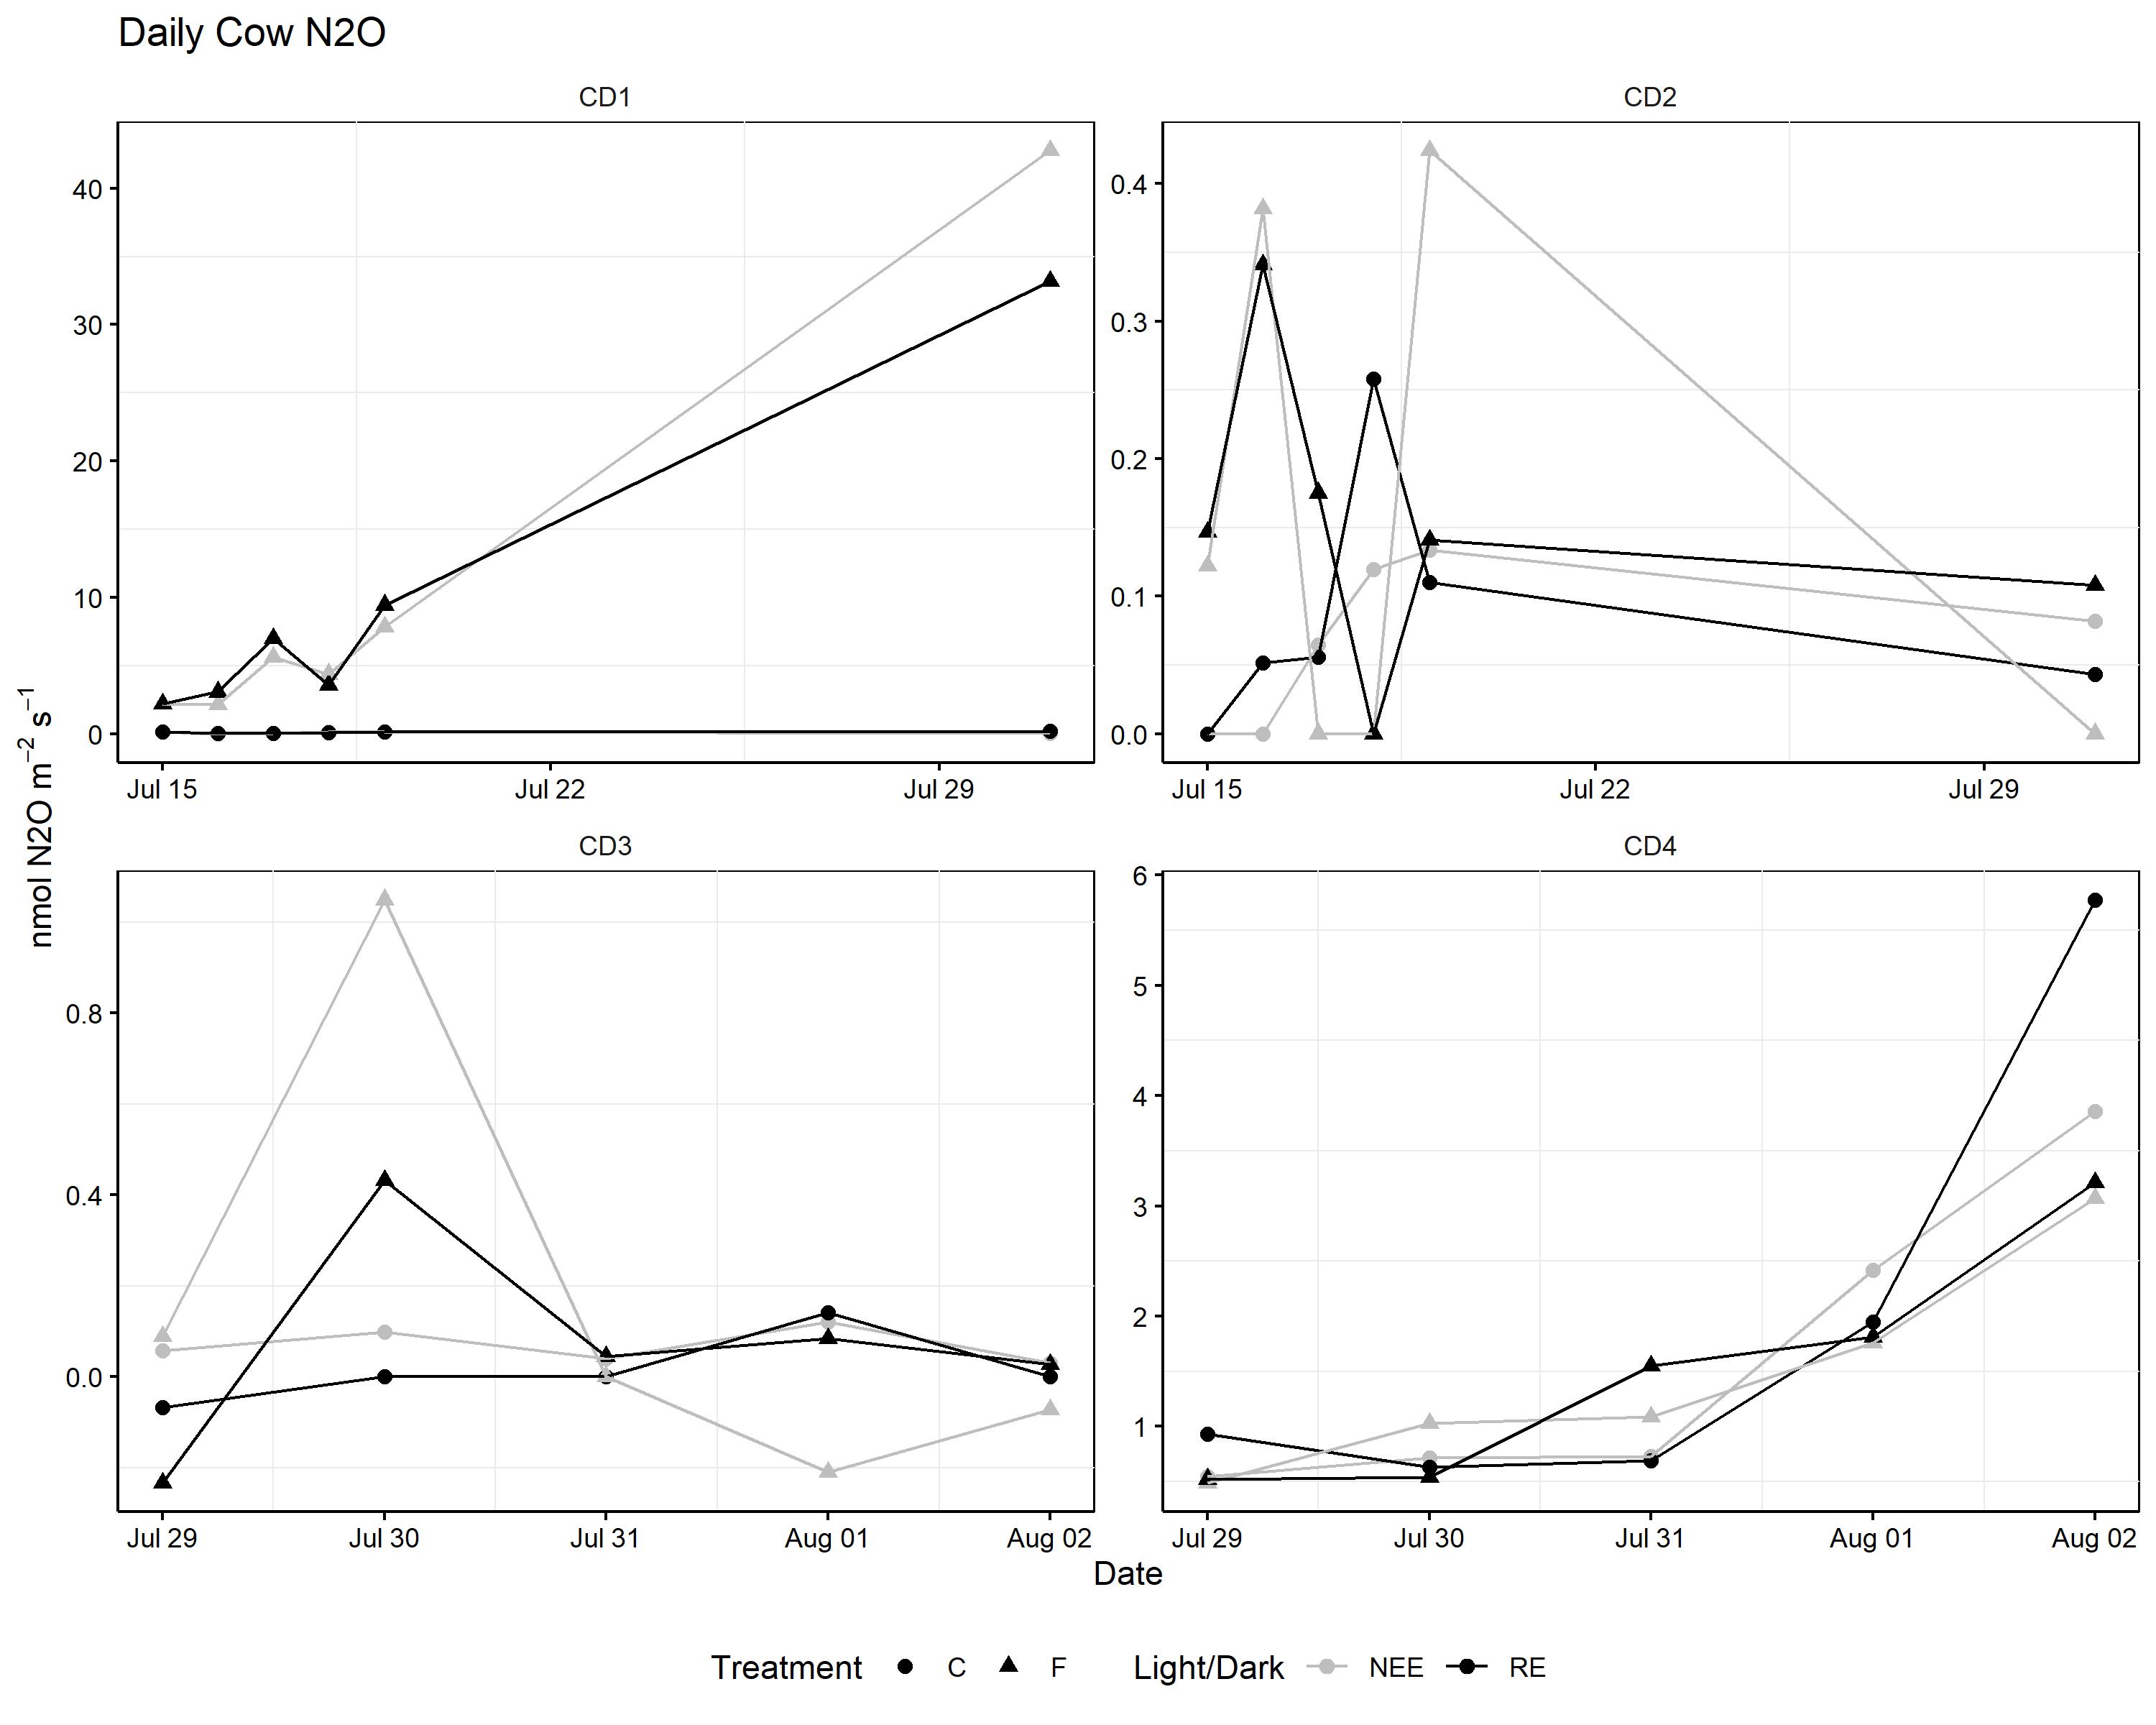 Daily Cow N2O
CD1
CD2
40
30
20
10
0
0.4
0.3
0.2
0.1
0.0
Jul 15
Jul 22
Jul 29
Jul 15
Jul 22
Jul 29
nmol N2O m⁻² s⁻¹
CD3
CD4
0.8
0.4
0.0
6
5
4
3
2
1
Jul 29
Jul 30
Jul 31
Aug 01
Aug 02
Jul 29
Jul 30
Jul 31
Aug 01
Aug 02
Date
Treatment C F Light/Dark NEE RE